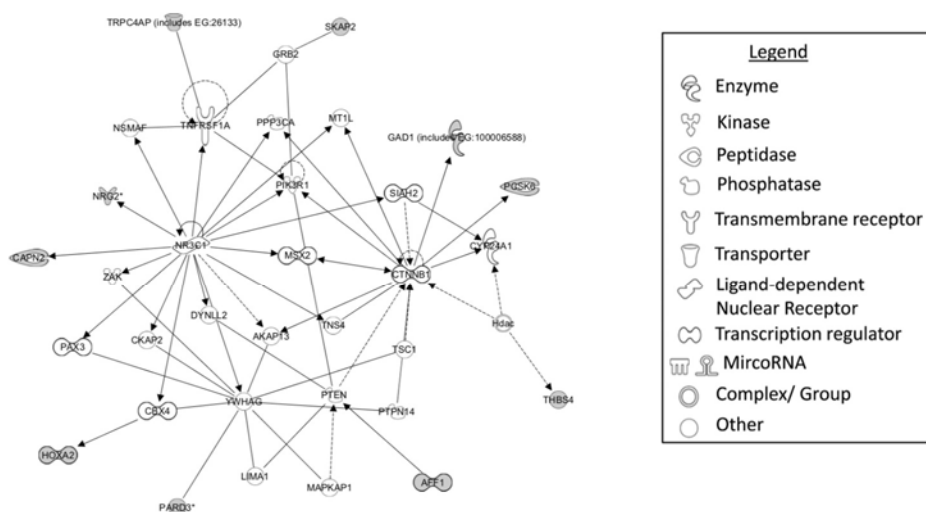 TRPC4AP (includes EG:26133)
SKAP2
GRB2
NSMAF
TNFRSF1A
PPP3CA
MT1L
GAD1 (includes EG:100006588)
NRG2*
PIK3R1
SIAH2
PCSK6
NR3C1
CAPN2
MSX2
CYP24A1
CTNNB1
ZAK
DYNLL2
TNS4
Hdac
PAX3
CKAP2
AKAP13
TSC1
CBX4
YWHAG
PTEN
PTPN14
THBS4
HOXA2
LIMA1
MAPKAP1
AFF1
PARD3*
Legend
Enzyme
Kinase
Peptidase
Phosphatase
Transmembrane receptor
Transporter
Ligand-dependent
Nuclear Receptor
Transcription regulator
MircoRNA
Complex/ Group
Other